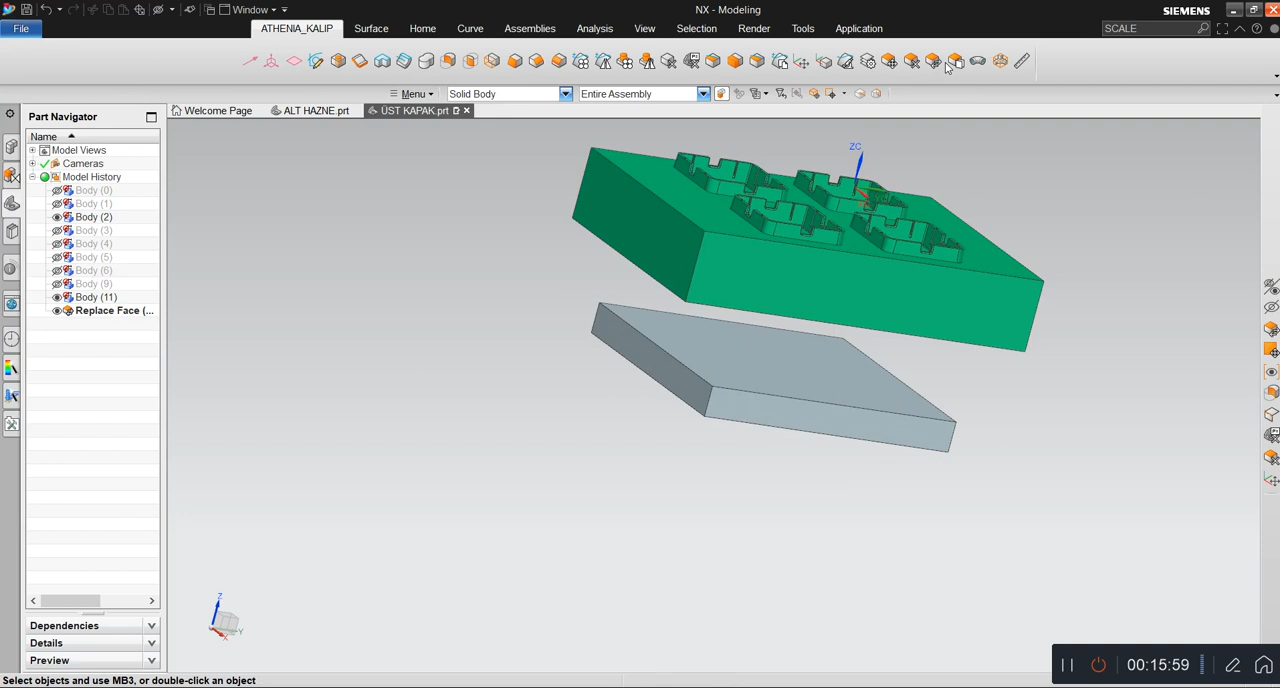 Window
NX - Modeling
SIEMENS
File
ATHENIA_KALIP
Surface
Home
Curve
Assemblies
Analysis
View
Selection
Render
Tools
Application
SCALE
Menu
Solid Body
Entire Assembly
Part Navigator
Welcome Page
ALT HAZNE.prt
ÜST KAPAK.prt
Name
Model Views
Cameras
Model History
Body (0)
Body (1)
Body (2)
Body (3)
Body (4)
Body (5)
Body (6)
Body (9)
Body (11)
Replace Face (...
ZC
Z
Y
X
Dependencies
Details
Preview
00:15:59
Select objects and use MB3, or double-click an object